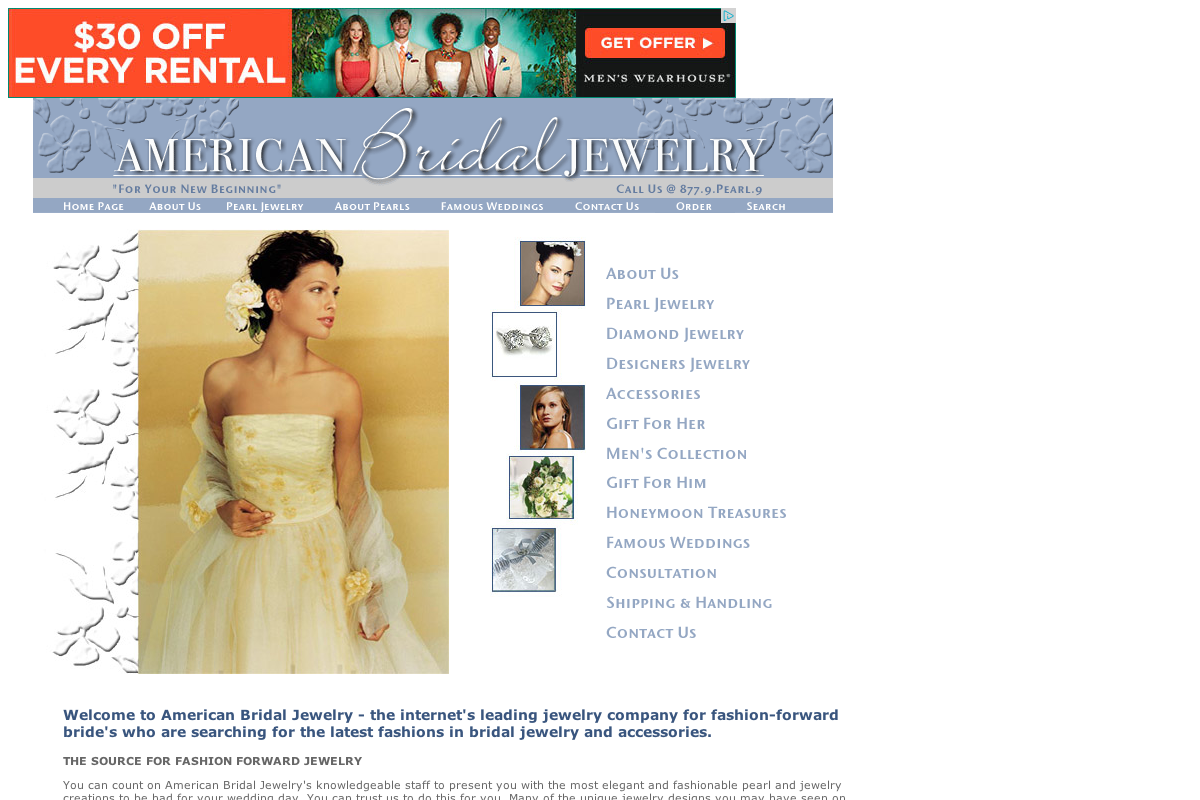 $30 OFF
EVERY RENTAL
GET OFFER
MEN'S WEARHOUSE®
AMERICAN Bridal JEWELRY
"For Your New Beginning" Call Us @ 877.9.Pearl.9
Home Page About Us Pearl Jewelry About Pearls Famous Weddings Contact Us Order Search
About Us
Pearl Jewelry
Diamond Jewelry
Designers Jewelry
Accessories
Gift For Her
Men's Collection
Gift For Him
Honeymoon Treasures
Famous Weddings
Consultation
Shipping & Handling
Contact Us
Welcome to American Bridal Jewelry - the internet's leading jewelry company for fashion-forward
bride's who are searching for the latest fashions in bridal jewelry and accessories.
THE SOURCE FOR FASHION FORWARD JEWELRY
You can count on American Bridal Jewelry's knowledgeable staff to present you with the most elegant and fashionable pearl and jewelry
creations to be had for your wedding day. You can trust us to do this for you. Many of the unique jewelry designs you may have seen on